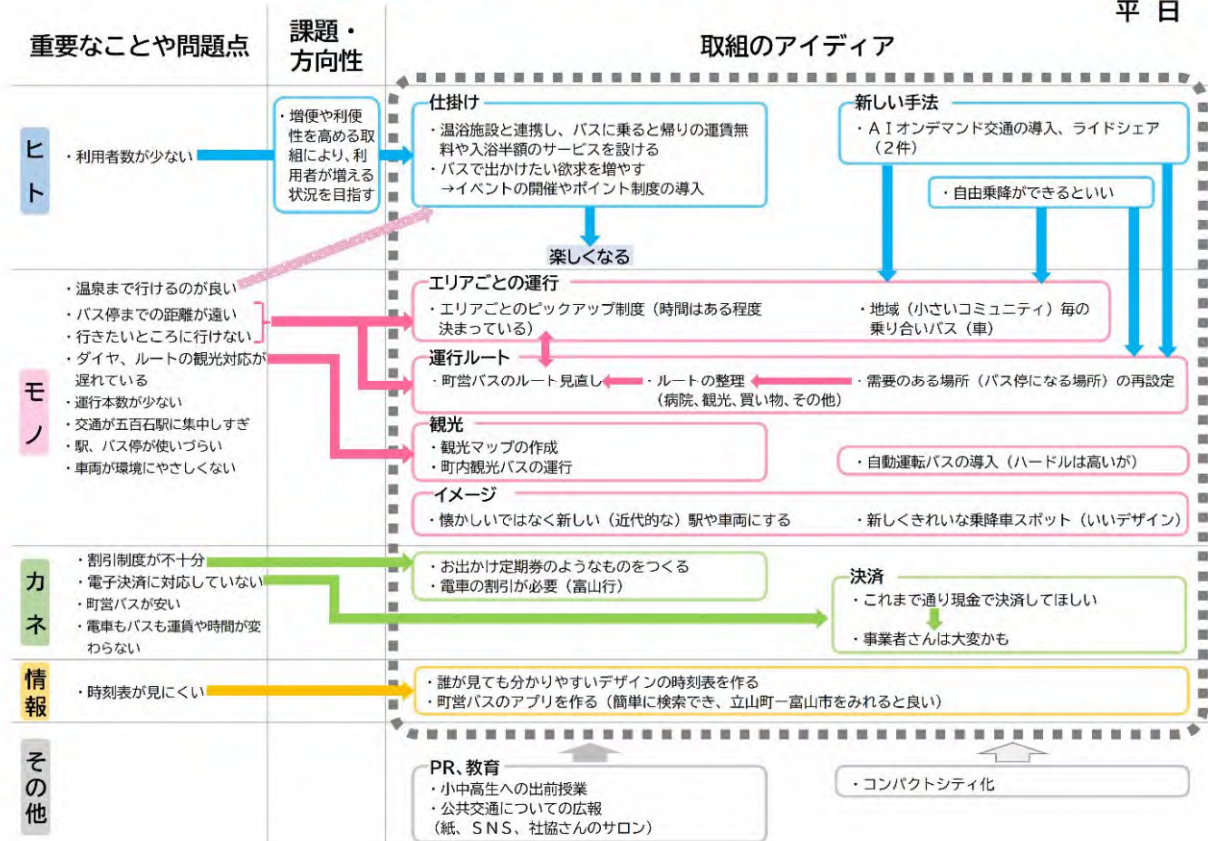 平 日
重要なことや問題点
課題・
方向性
取組のアイディア
ヒト
・利用者数が少ない
・増便や利便
性を高める取
組により、利
用者が増える
状況を目指す
仕掛け
・温浴施設と連携し、バスに乗ると帰りの運賃無
料や入浴半額のサービスを設ける
・バスで出かけたい欲求を増やす
→イベントの開催やポイント制度の導入
楽しくなる
新しい手法
・ＡＩオンデマンド交通の導入、ライドシェア
（２件）
・自由乗降ができるといい
モノ
・温泉まで行けるのが良い
・バス停までの距離が遠い
・行きたいところに行けない
・ダイヤ、ルートの観光対応が
遅れている
・運行本数が少ない
・交通が五百石駅に集中しすぎ
・駅、バス停が使いづらい
・車両が環境にやさしくない
エリアごとの運行
・エリアごとのピックアップ制度（時間はある程度
決まっている）
・地域（小さいコミュニティ）毎の
乗り合いバス（車）
運行ルート
・町営バスのルート見直し
・ルートの整理
（病院、観光、買い物、その他）
・需要のある場所（バス停になる場所）の再設定
観光
・観光マップの作成
・町内観光バスの運行
・自動運転バスの導入（ハードルは高いが）
イメージ
・懐かしいではなく新しい（近代的な）駅や車両にする
・新しくきれいな乗降車スポット（いいデザイン）
カネ
・割引制度が不十分
・電子決済に対応していない
・町営バスが安い
・電車もバスも運賃や時間が変
わらない
・お出かけ定期券のようなものをつくる
・電車の割引が必要（富山行）
決済
・これまで通り現金で決済してほしい
・事業者さんは大変かも
情報
・時刻表が見にくい
・誰が見ても分かりやすいデザインの時刻表を作る
・町営バスのアプリを作る（簡単に検索でき、立山町ー富山市をみれると良い）
その他
PR、教育
・小中高生への出前授業
・公共交通についての広報
（紙、ＳＮＳ、社協さんのサロン）
・コンパクトシティ化